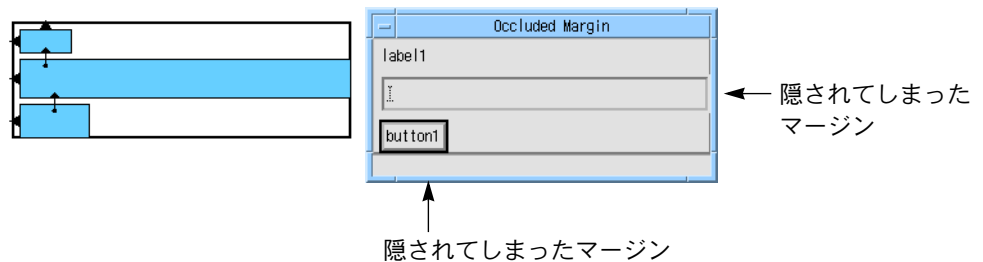 Occluded Margin
label1
button1
隠されてしまった
マージン
隠されてしまったマージン